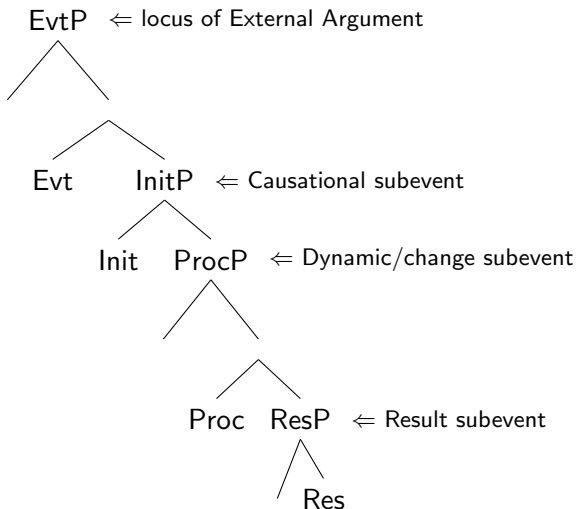 EvtP ⇐ locus of External Argument
Evt InitP ⇐ Causational subevent
Init ProcP ⇐ Dynamic/change subevent
Proc ResP ⇐ Result subevent
Res